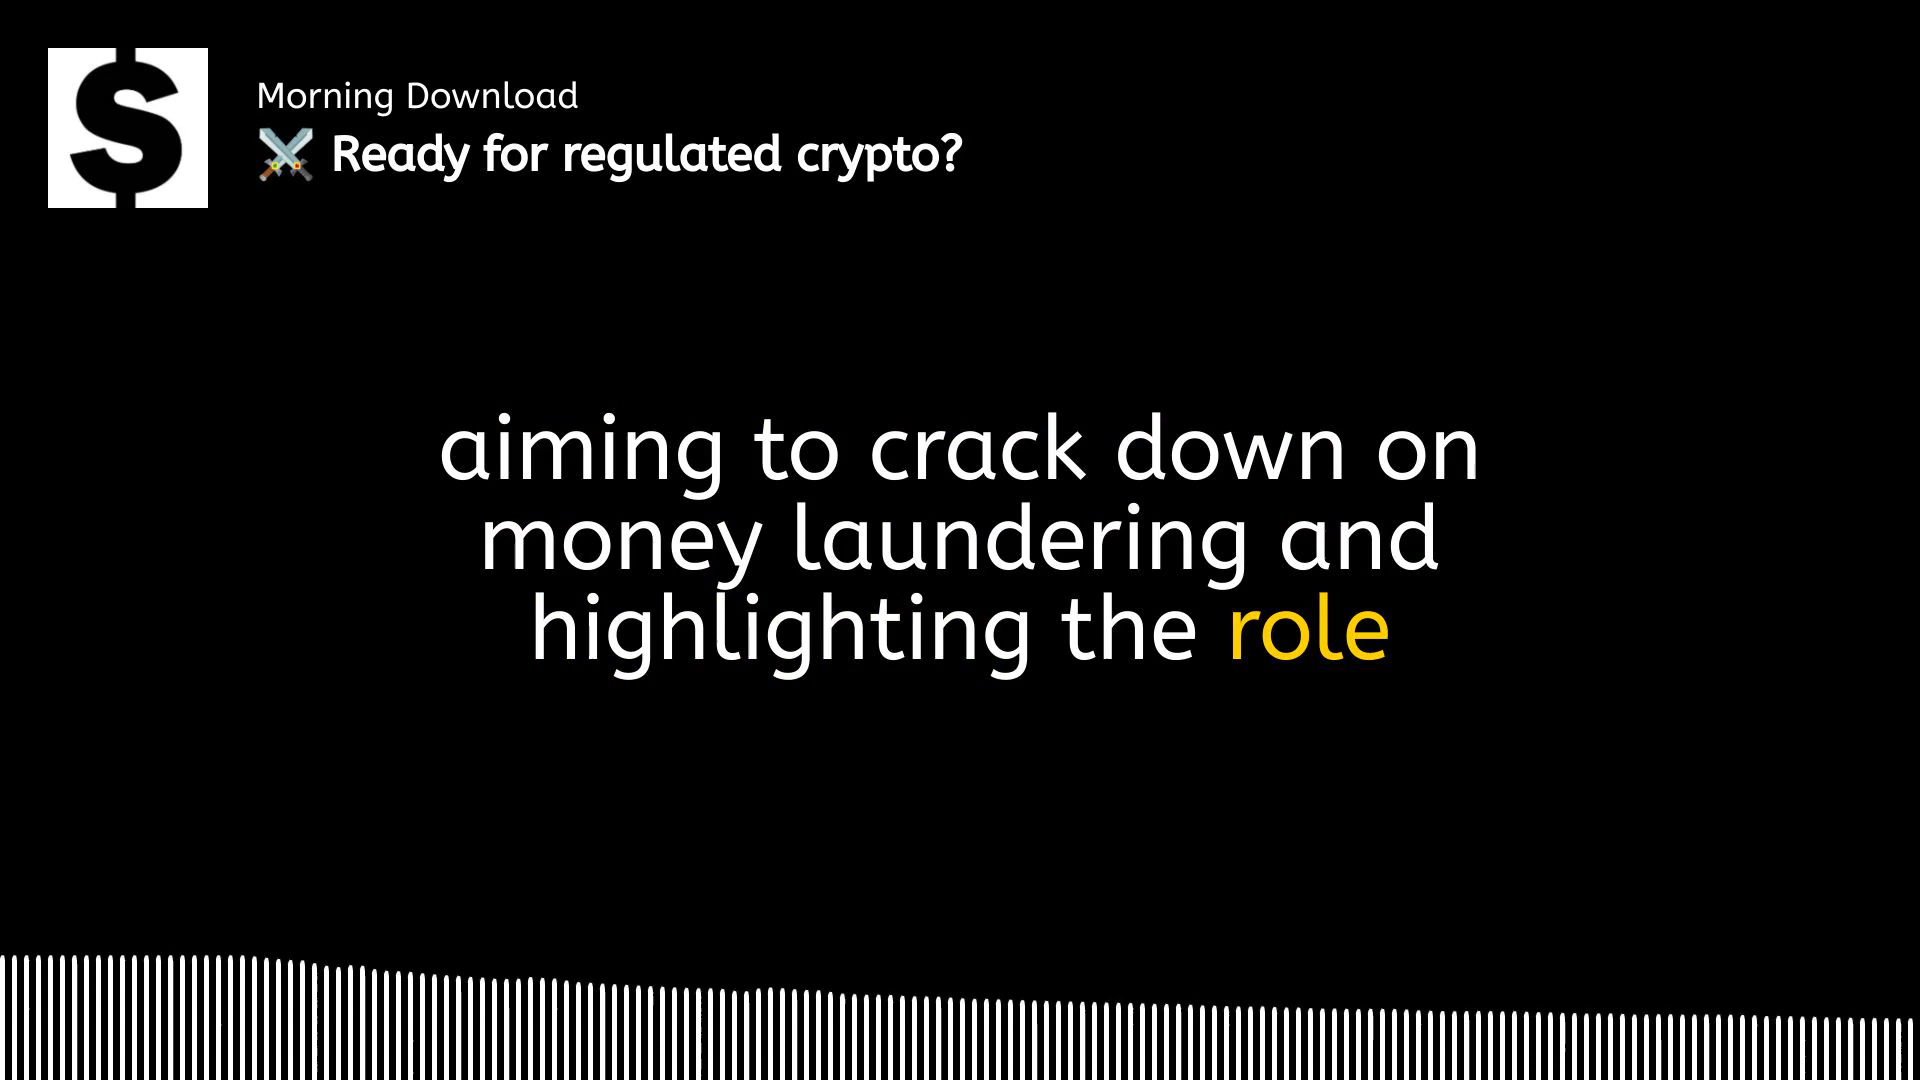 $
Morning Download
⚔️ Ready for regulated crypto?
aiming to crack down on
money laundering and
highlighting the role